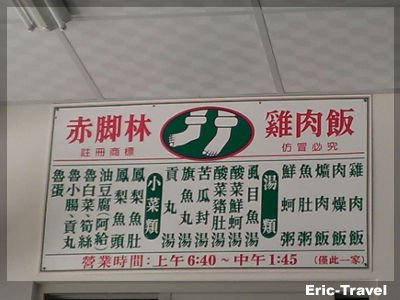 赤脚林 雞肉飯
註冊商標 仿冒必究
雞肉飯
肉燥飯
爌肉飯
魚肚粥
鮮蚵粥
湯類
虱目魚湯
酸菜鮮蚵湯
酸菜豬肚湯
苦瓜封湯
旗魚丸湯
貢丸湯
小菜類
鳳梨魚肚
鳳梨魚頭
油豆腐(阿給)
魯白菜、筍絲
魯小腸、貢丸
魯蛋
營業時間:上午6:40~中午1:45 (僅此一家)
Eric-Travel